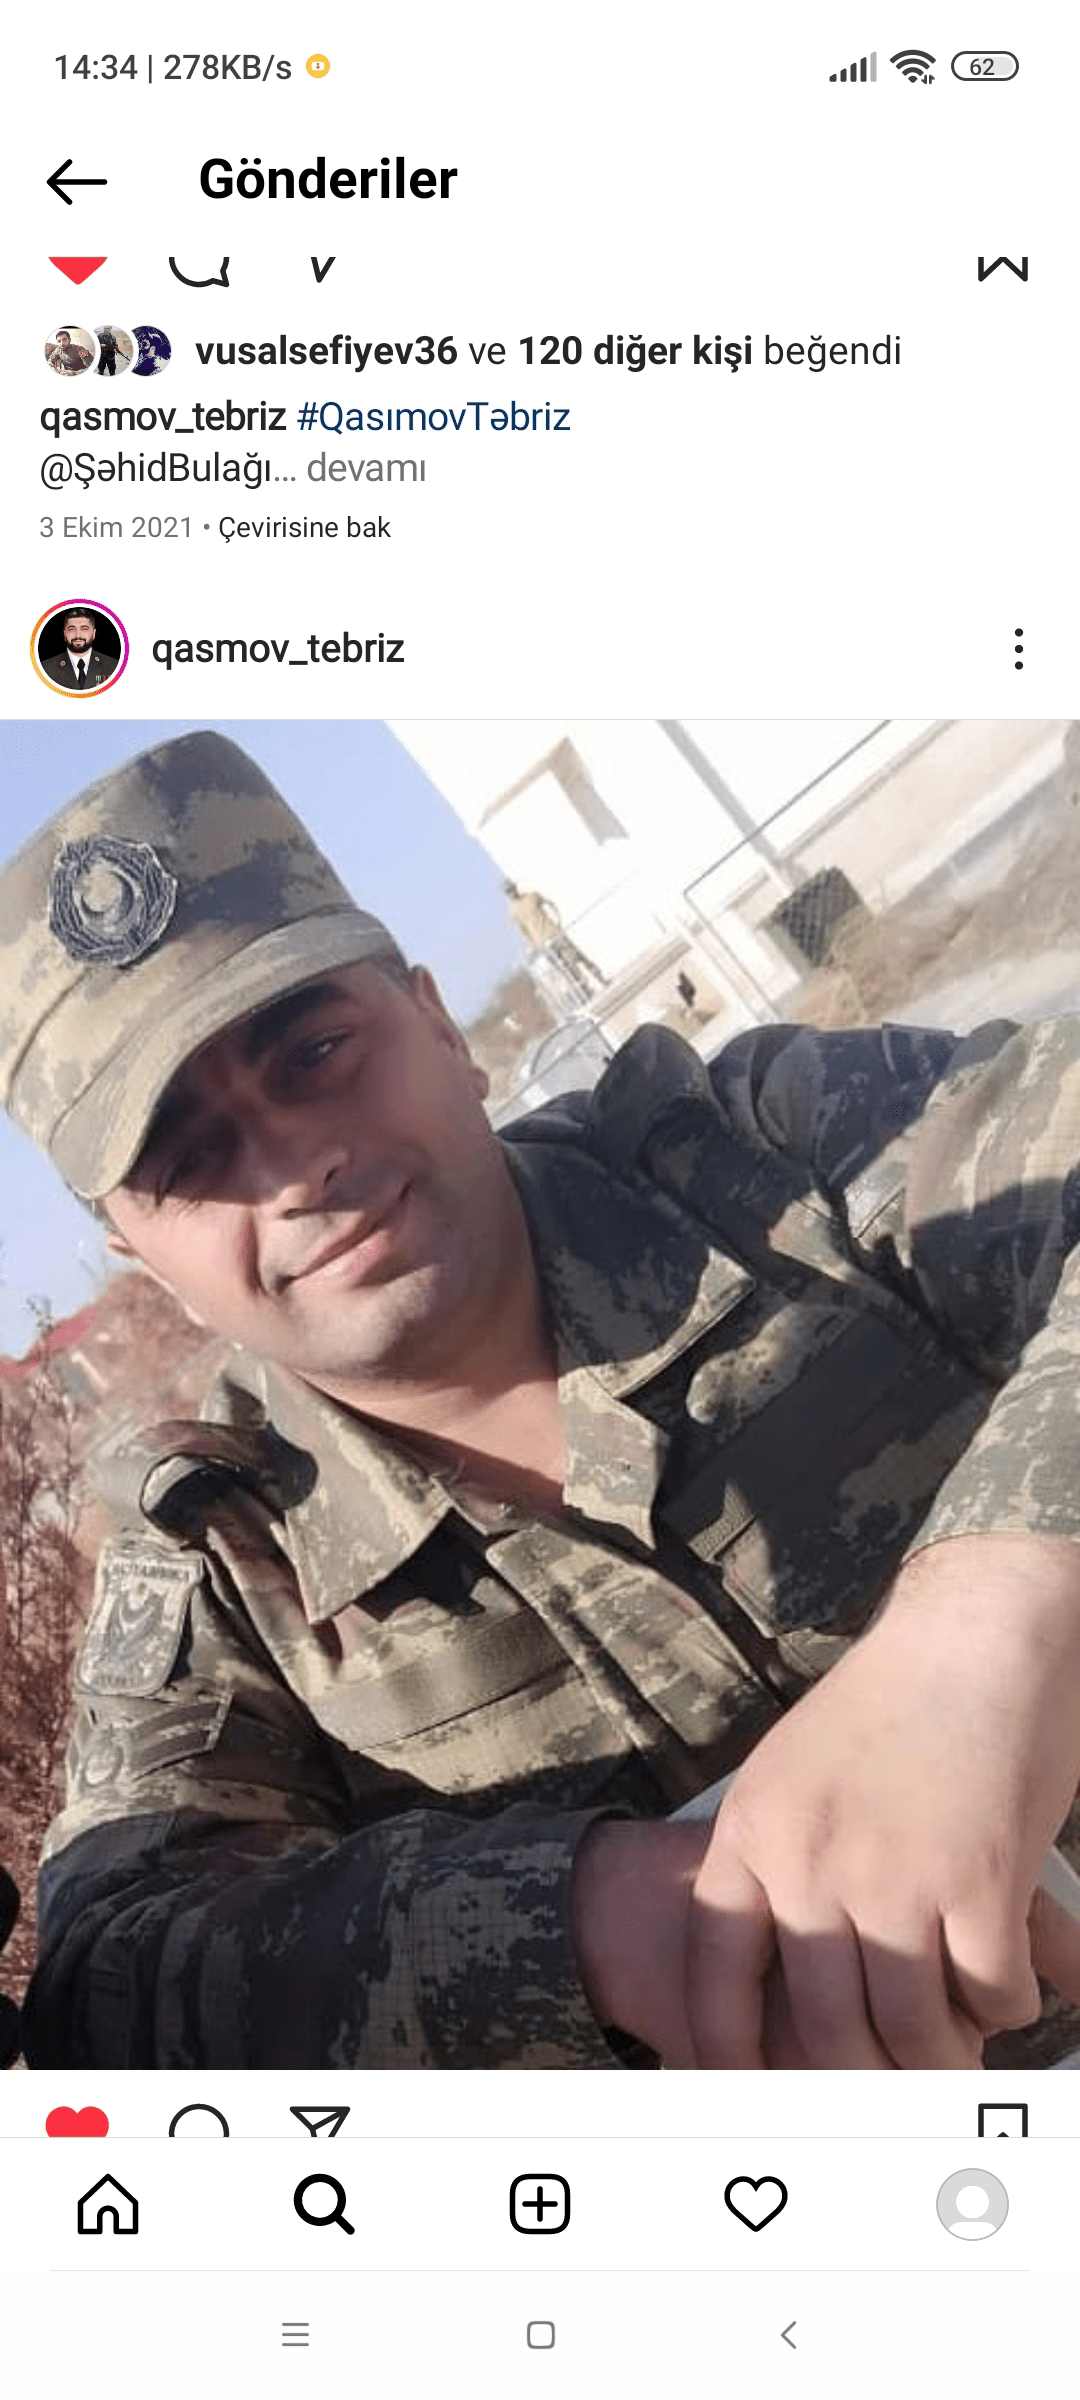 14:34 | 278KB/s
62
Gönderiler
vusalsefiyev36 ve 120 diğer kişi beğendi
qasmov_tebriz #QasımovTəbriz
@ŞəhidBulağı... devamı
3 Ekim 2021 • Çevirisine bak
qasmov_tebriz